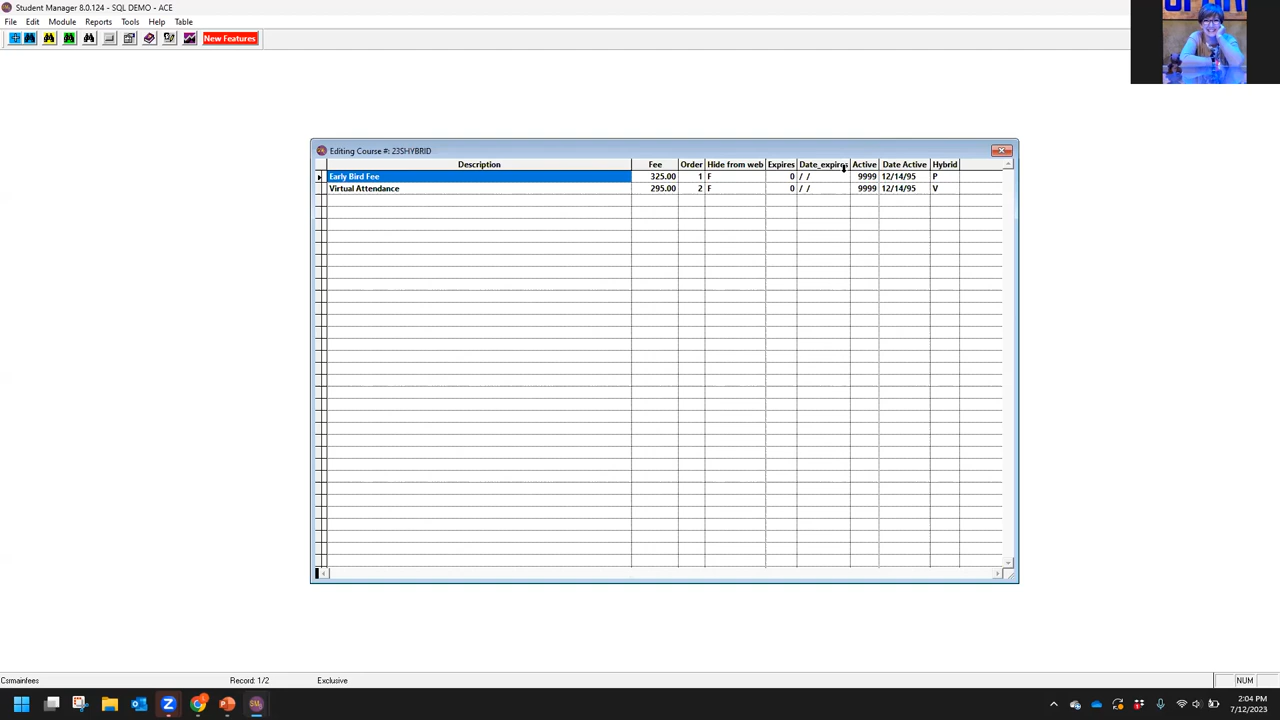 Student Manager 8.0.124 - SQL DEMO - ACE
File Edit Module Reports Tools Help Table
New Features
Editing Course #: 23SHYBRID
Description Fee Order Hide from web Expires Date_expires Active Date Active Hybrid
Early Bird Fee 325.00 1 F 0 / / 9999 12/14/95 P
Virtual Attendance 295.00 2 F 0 / / 9999 12/14/95 V
Csmainfees Record: 1/2 Exclusive NUM
2:04 PM
7/12/2023